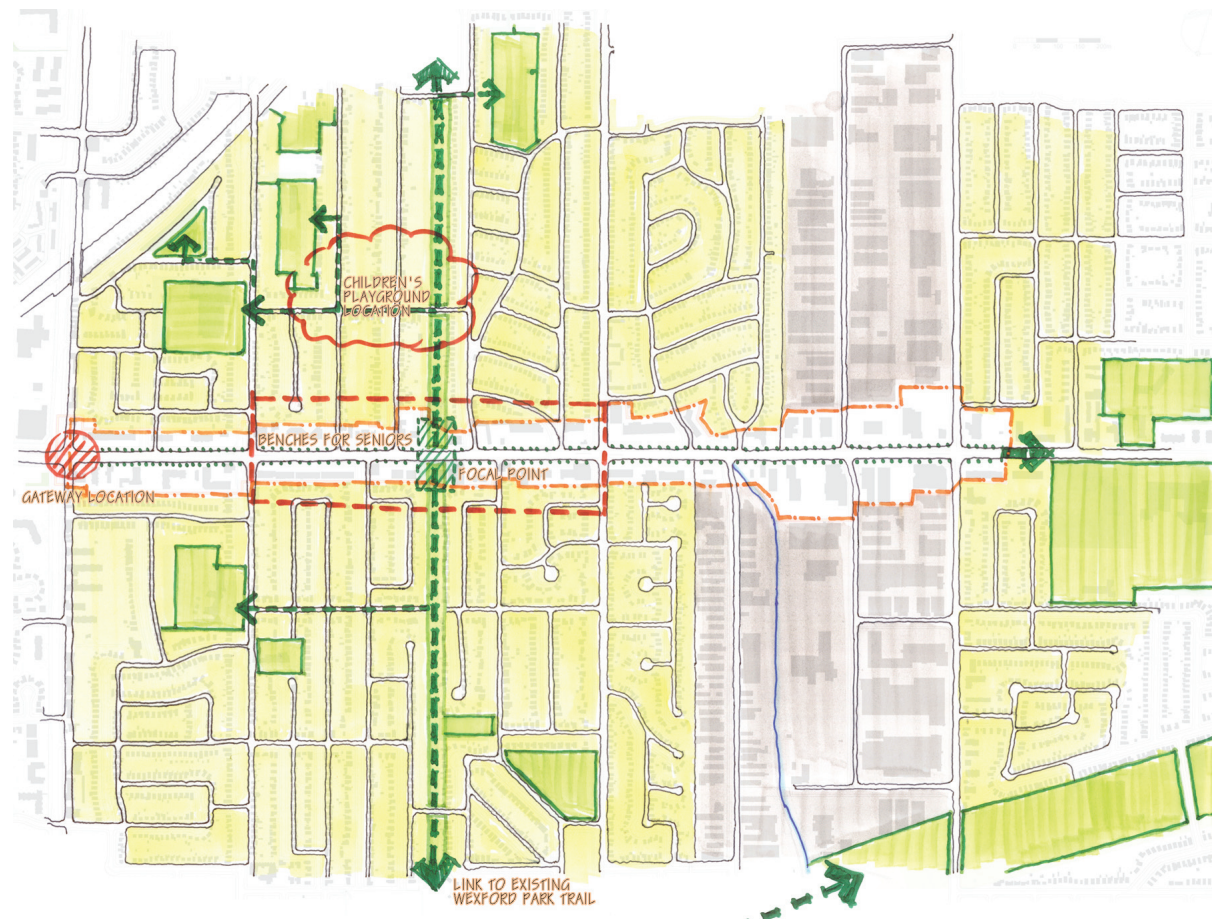 CHILDREN'S
PLAYGROUND
LOCATION
BENCHES FOR SENIORS
FOCAL POINT
GATEWAY LOCATION
LINK TO EXISTING
WEXFORD PARK TRAIL